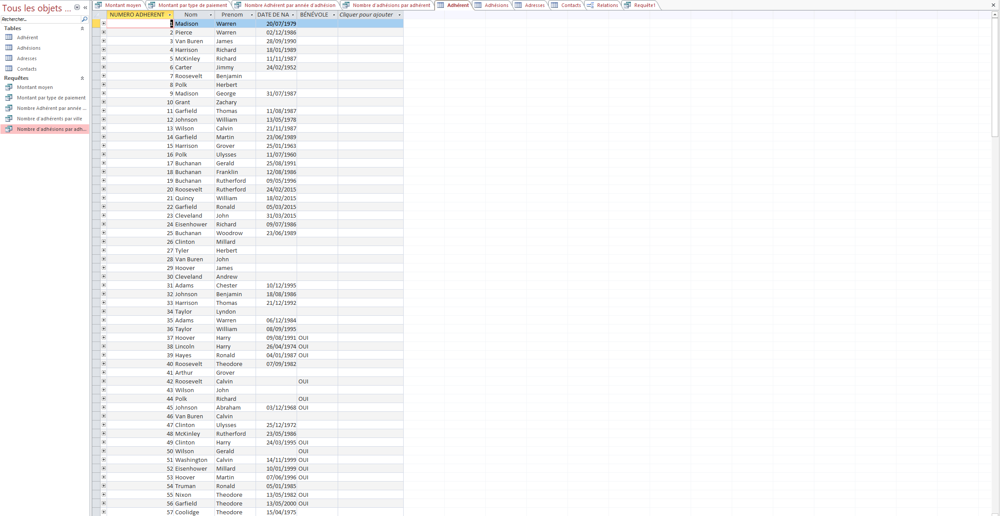 Tous les objets ...
Rechercher...
Tables
Adhérent
Adhésions
Adresses
Contacts
Requêtes
Montant moyen
Montant par type de paiement
Nombre Adhérent par année ...
Nombre d'adhérents par ville
Nombre d'adhésions par adh...
Montant moyen Montant par type de paiement Nombre Adhérent par année d'adhésion Nombre d'adhésions par adhérent Adhérent Adhésions Adresses Contacts Relations Requête1
NUMERO ADHERENT Nom Prenom DATE DE NA BÉNÉVOLE Cliquer pour ajouter
1 Madison Warren 20/07/1979
2 Pierce Warren 02/12/1986
3 Van Buren James 28/09/1990
4 Harrison Richard 18/01/1989
5 McKinley Richard 11/11/1987
6 Carter Jimmy 24/02/1952
7 Roosevelt Benjamin
8 Polk Herbert
9 Madison George 31/07/1987
10 Grant Zachary
11 Garfield Thomas 11/08/1987
12 Johnson William 13/05/1978
13 Wilson Calvin 21/11/1987
14 Garfield Martin 23/06/1989
15 Harrison Grover 25/01/1963
16 Polk Ulysses 11/07/1960
17 Buchanan Gerald 25/08/1991
18 Buchanan Franklin 12/08/1986
19 Buchanan Rutherford 09/05/1996
20 Roosevelt Rutherford 24/02/2015
21 Quincy William 18/02/2015
22 Garfield Ronald 05/03/2015
23 Cleveland John 31/03/2015
24 Eisenhower Richard 09/07/1986
25 Buchanan Woodrow 23/06/1989
26 Clinton Millard
27 Tyler Herbert
28 Van Buren John
29 Hoover James
30 Cleveland Andrew
31 Adams Chester 10/12/1995
32 Johnson Benjamin 18/08/1986
33 Harrison Thomas 21/12/1992
34 Taylor Lyndon
35 Adams Warren 06/12/1984
36 Taylor William 08/09/1995
37 Hoover Harry 09/08/1991 OUI
38 Lincoln Harry 26/04/1974 OUI
39 Hayes Ronald 04/01/1987 OUI
40 Roosevelt Theodore 07/09/1982
41 Arthur Grover
42 Roosevelt Calvin OUI
43 Wilson John
44 Polk Richard OUI
45 Johnson Abraham 03/12/1968 OUI
46 Van Buren Calvin
47 Clinton Ulysses 25/12/1972
48 McKinley Rutherford 23/05/1986
49 Clinton Harry 24/03/1995 OUI
50 Wilson Gerald OUI
51 Washington Calvin 14/11/1999 OUI
52 Eisenhower Millard 10/01/1999 OUI
53 Hoover Martin 07/06/1996 OUI
54 Truman Ronald 05/01/1985
55 Nixon Theodore 13/05/1982 OUI
56 Garfield Theodore 13/05/2000 OUI
57 Coolidge Theodore 15/04/1975